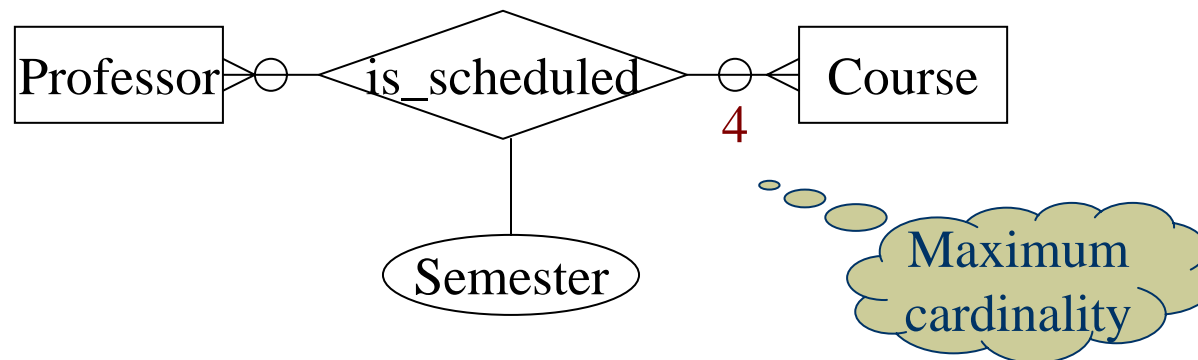 Professor is_scheduled Course
4
Semester
Maximum
cardinality